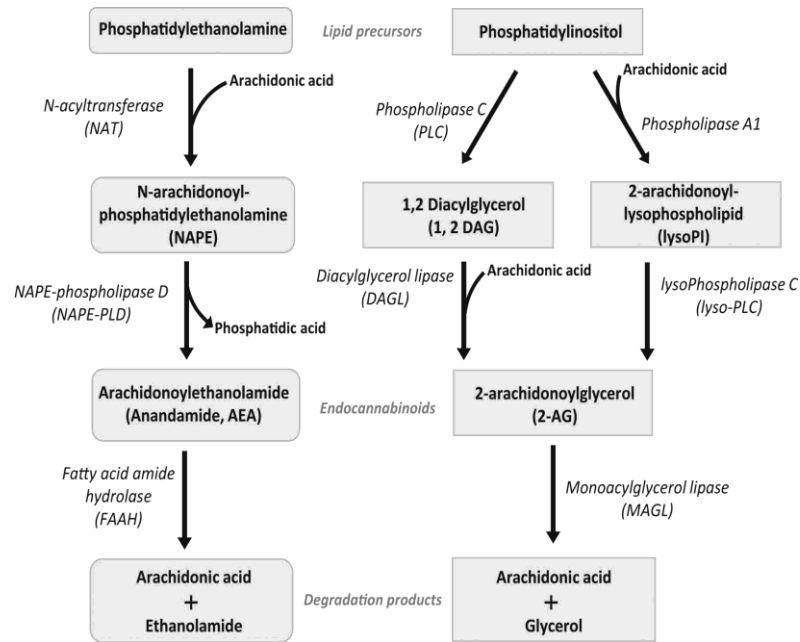 Phosphatidylethanolamine
Lipid precursors
Phosphatidylinositol
N-acyltransferase
(NAT)
Arachidonic acid
Phospholipase C
(PLC)
Arachidonic acid
Phospholipase A1
N-arachidonoyl-
phosphatidylethanolamine
(NAPE)
1,2 Diacylglycerol
(1, 2 DAG)
2-arachidonoyl-
lysophospholipid
(lysoPI)
NAPE-phospholipase D
(NAPE-PLD)
Phosphatidic acid
Diacylglycerol lipase
(DAGL)
Arachidonic acid
lysoPhospholipase C
(lyso-PLC)
Arachidonoylethanolamide
(Anandamide, AEA)
Endocannabinoids
2-arachidonoylglycerol
(2-AG)
Fatty acid amide
hydrolase
(FAAH)
Monoacylglycerol lipase
(MAGL)
Arachidonic acid
+
Ethanolamide
Degradation products
Arachidonic acid
+
Glycerol